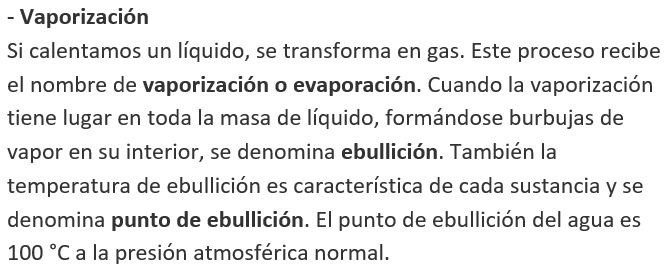 - Vaporización
Si calentamos un líquido, se transforma en gas. Este proceso recibe
el nombre de vaporización o evaporación. Cuando la vaporización
tiene lugar en toda la masa de líquido, formándose burbujas de
vapor en su interior, se denomina ebullición. También la
temperatura de ebullición es característica de cada sustancia y se
denomina punto de ebullición. El punto de ebullición del agua es
100 °C a la presión atmosférica normal.